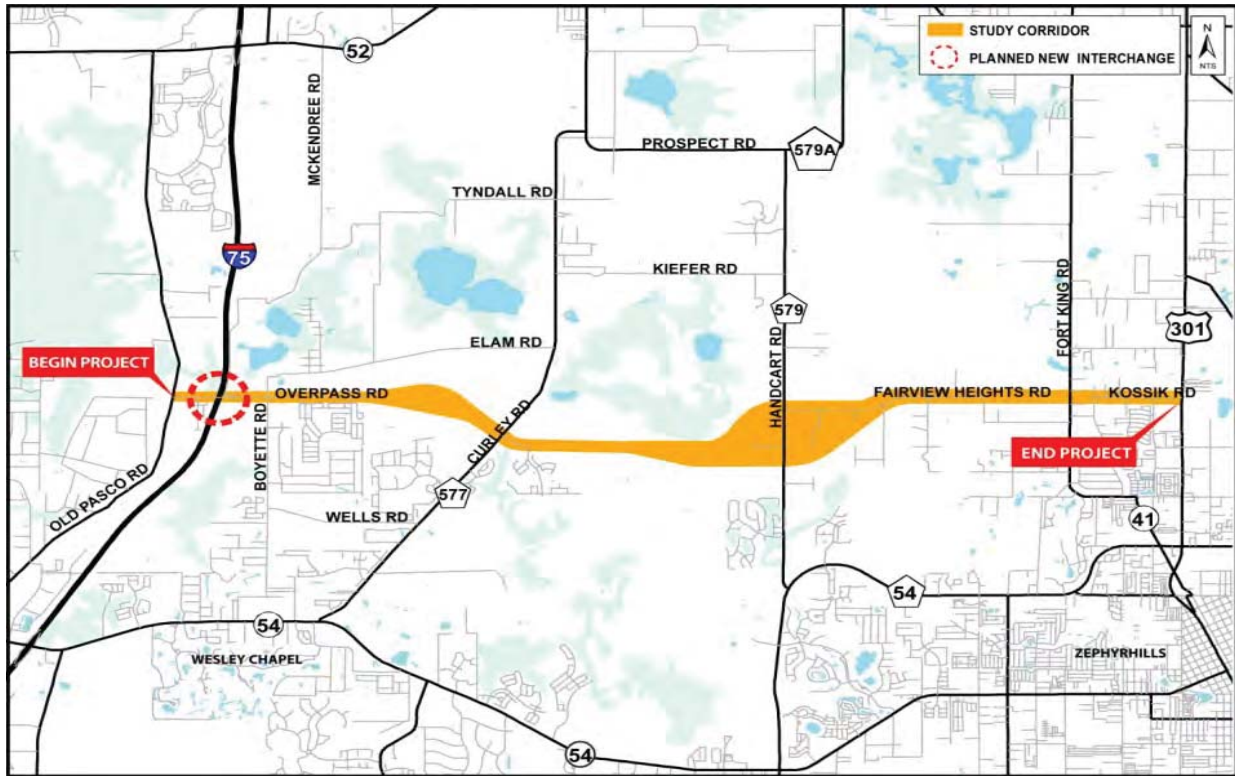 STUDY CORRIDOR
PLANNED NEW INTERCHANGE
N
NTS
52
MCKENDREE RD
PROSPECT RD
579A
TYNDALL RD
75
KIEFER RD
FORT KING RD
579
301
ELAM RD
HANDCART RD
BEGIN PROJECT
OVERPASS RD
FAIRVIEW HEIGHTS RD
KOSSIK RD
CURLEY RD
BOYETTE RD
END PROJECT
OLD PASCO RD
577
WELLS RD
41
54
54
WESLEY CHAPEL
ZEPHYRHILLS
54